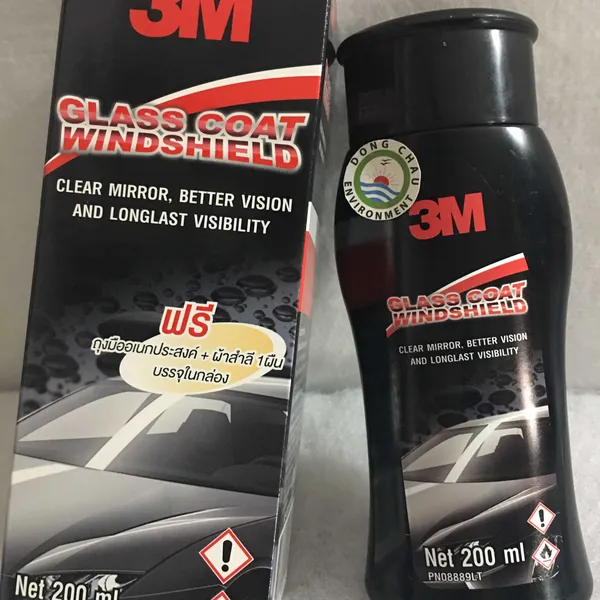 3M
GLASS COAT
WINDSHIELD
CLEAR MIRROR, BETTER VISION
AND LONGLAST VISIBILITY
ฟรี
ถุงมืออเนกประสงค์ + ผ้าสำลี 1 ผืน
บรรจุในกล่อง
Net 200 ml
DONG CHAU
ENVIRONMENT
3M
GLASS COAT
WINDSHIELD
CLEAR MIRROR, BETTER VISION
AND LONGLAST VISIBILITY
Net 200 ml
PN08889LT